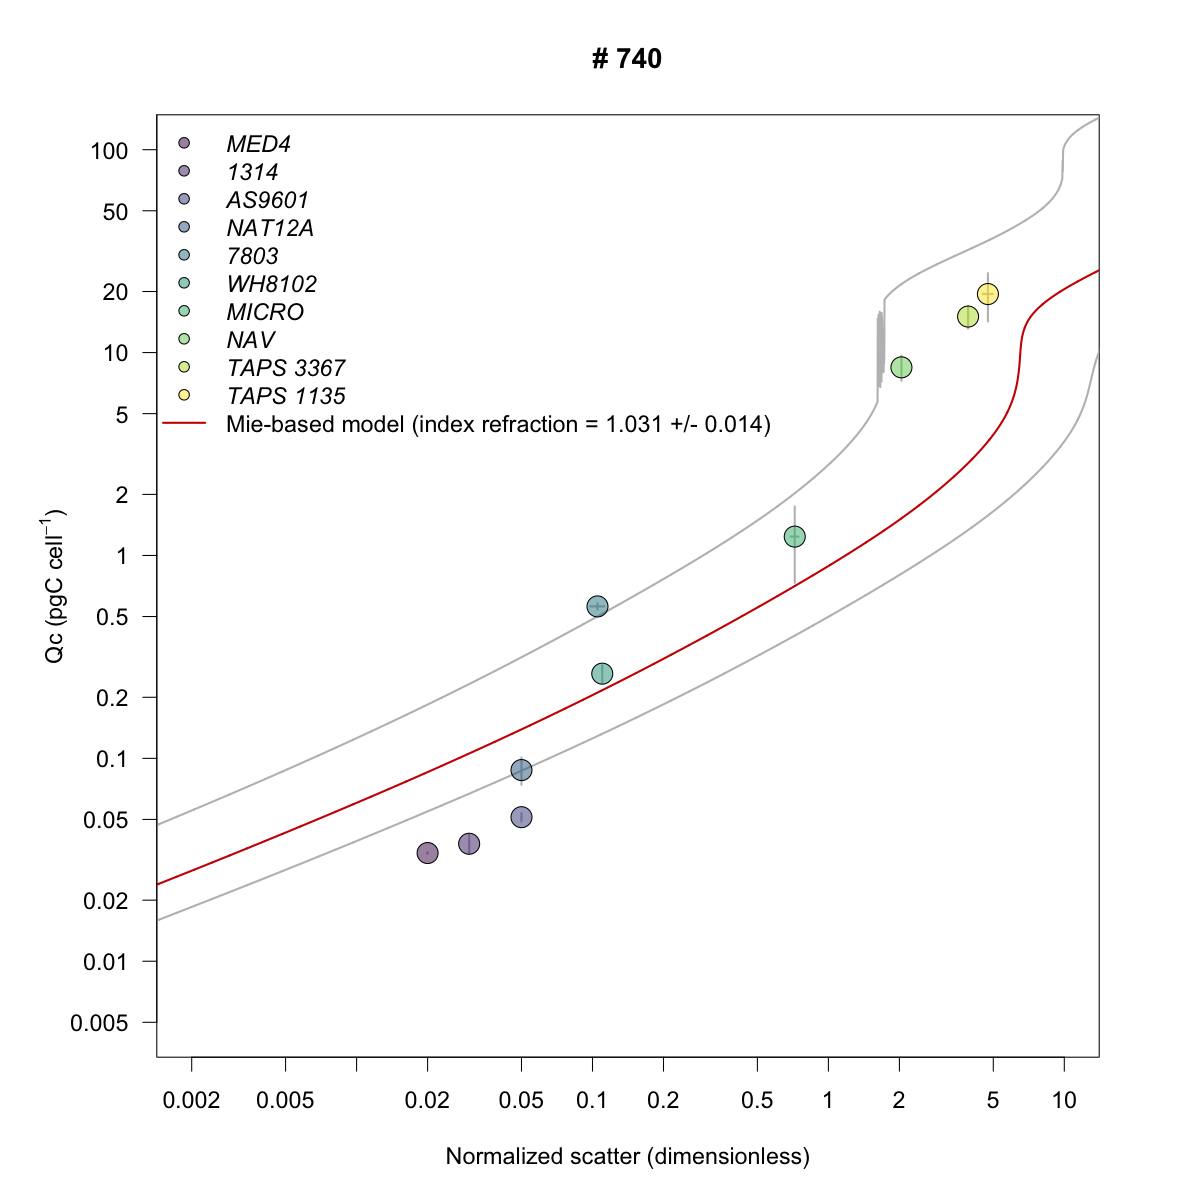 # 740
MED4
1314
AS9601
NAT12A
7803
WH8102
MICRO
NAV
TAPS 3367
TAPS 1135
Mie-based model (index refraction = 1.031 +/- 0.014)
100
50
20
10
5
2
1
0.5
0.2
0.1
0.05
0.02
0.01
0.005
Qc (pgC cell⁻¹)
0.002 0.005 0.02 0.05 0.1 0.2 0.5 1 2 5 10
Normalized scatter (dimensionless)